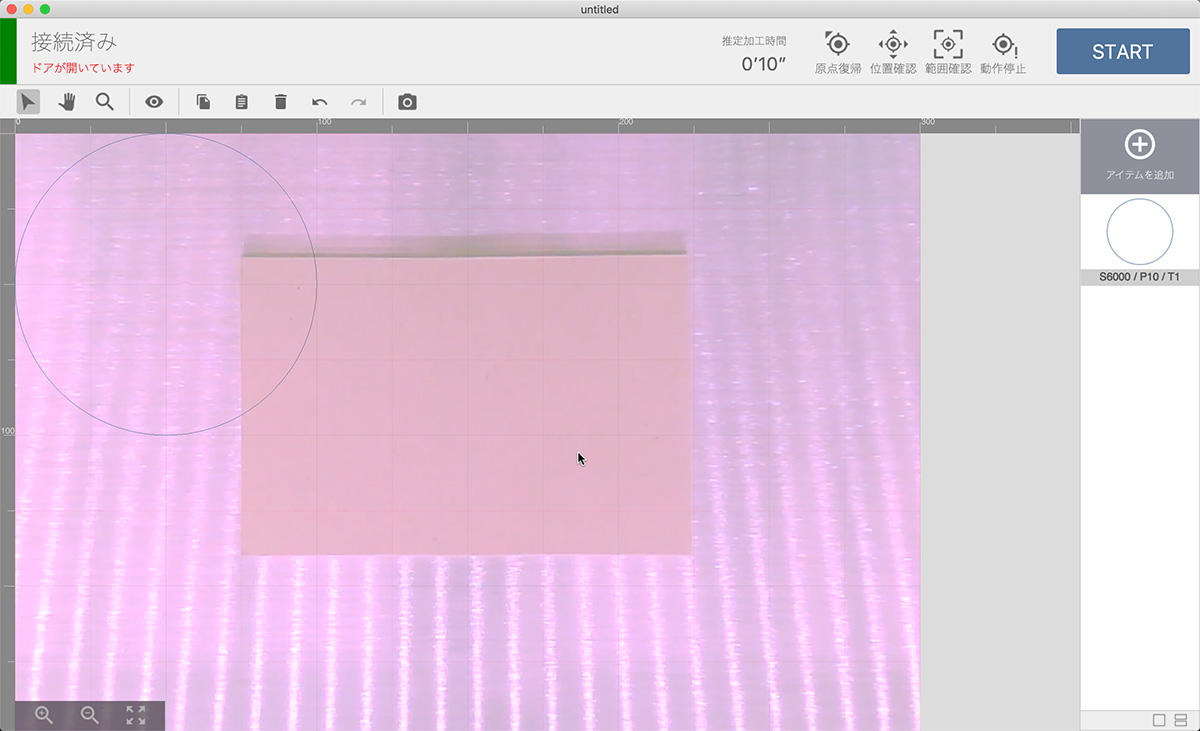 untitled
接続済み
ドアが開いています
推定加工時間
0’10”
原点復帰
位置確認
範囲確認
動作停止
START
0
100
200
300
100
アイテムを追加
S6000 / P10 / T1